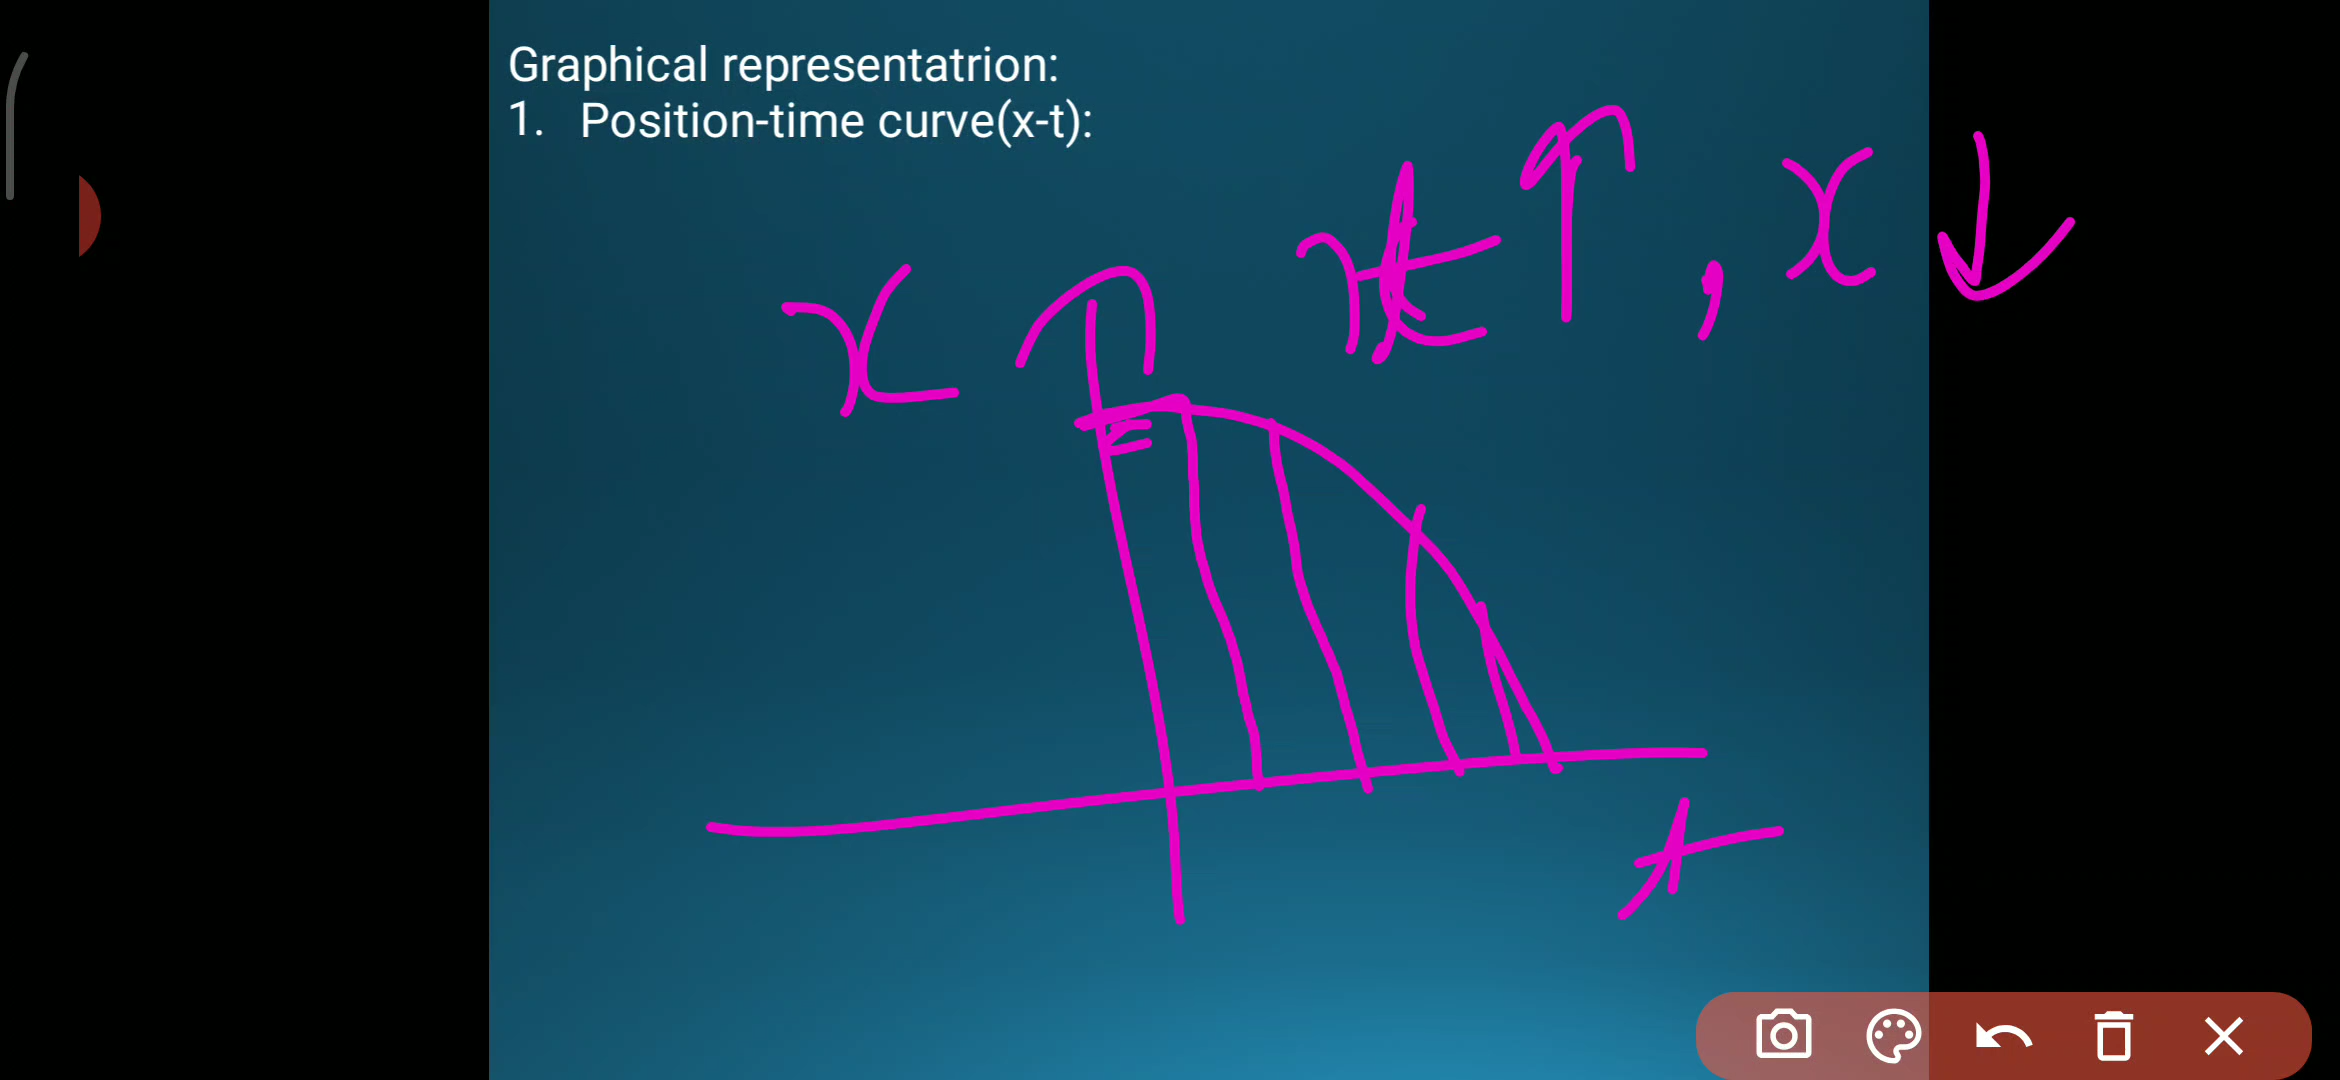 Graphical representatrion:
1. Position-time curve(x-t):
t↑, x↓
x
t